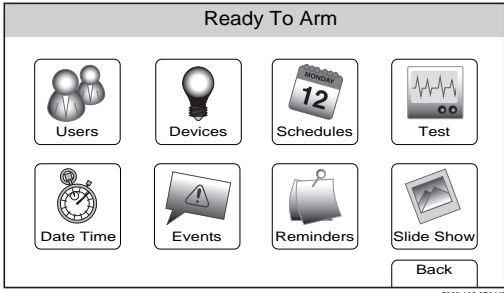 Ready To Arm
MONDAY
12
Users
Devices
Schedules
Test
Date Time
Events
Reminders
Slide Show
Back